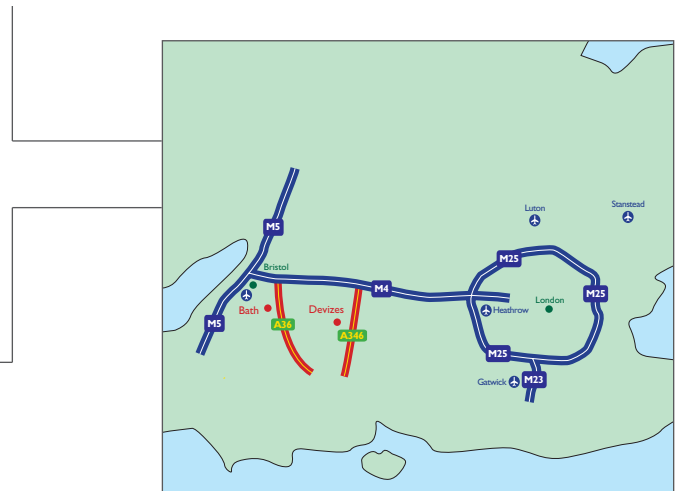 Luton
Stanstead
M5
M25
Bristol
M4
M25
Bath
Devizes
London
Heathrow
M5
A36
A346
M25
Gatwick
M23